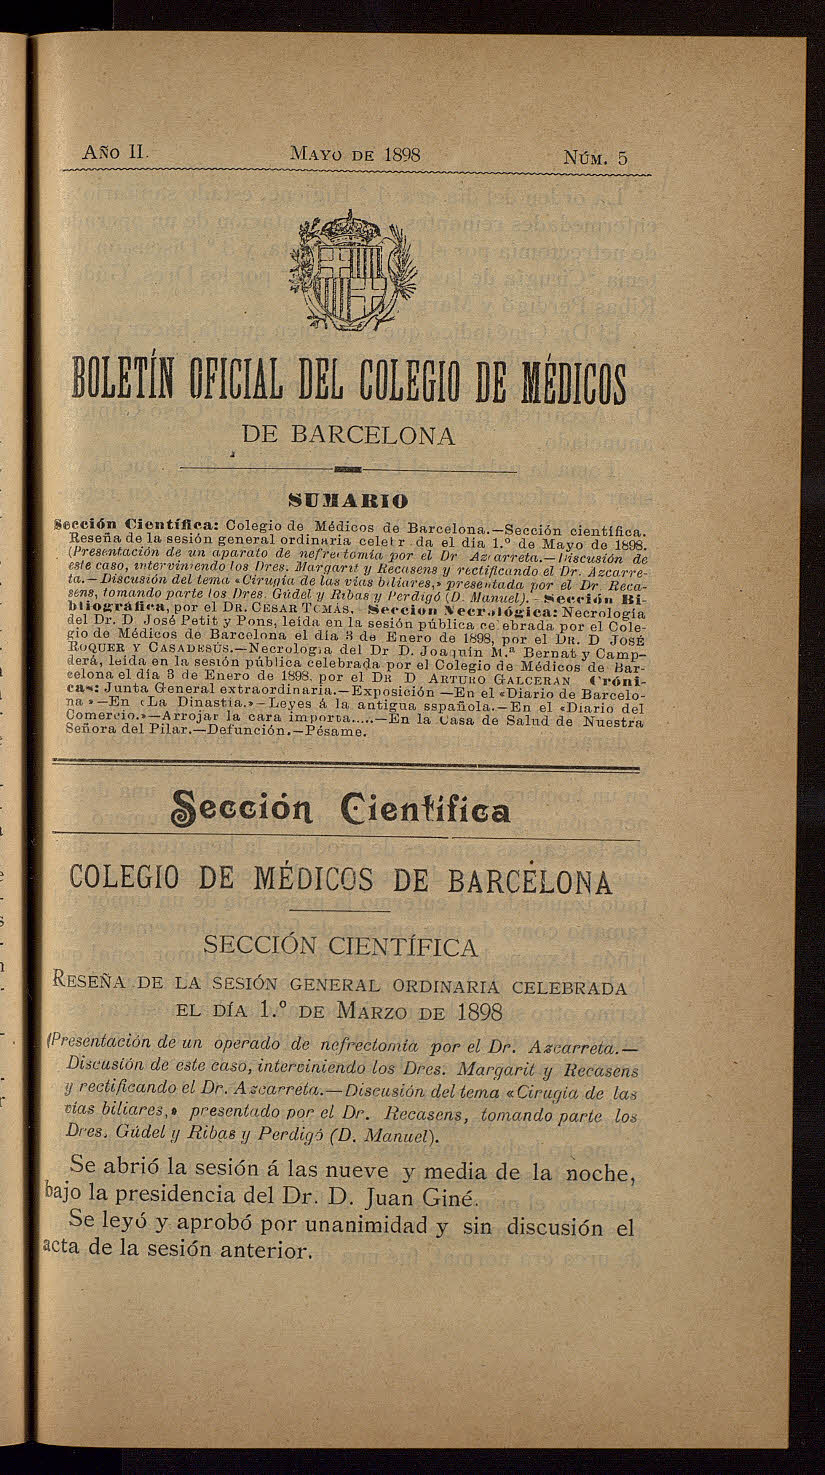 Año II.
Mayo de 1898
Núm. 5
BOLETÍN OFICIAL DEL COLEGIO DE MÉDICOS
DE BARCELONA
SUMARIO
Sección Científica: Colegio de Médicos de Barcelona.—Sección científica.
Reseña de la sesión general ordinaria celebr da el día 1.º de Mayo de 1898.
(Presentación de un aparato de nefrectomía por el Dr Azcarreta.—Discusión de
este caso, interviniendo los Dres. Margarit y Recasens y rectificando el Dr. Azcarre-
ta.—Discusión del tema «Cirugía de las vías biliares,» presentada por el Dr. Reca-
sens, tomando parte los Dres. Gúdel y Ribas y Perdigó (D. Manuel).—Sección Bi-
bliográfica, por el Dr. César Tomás.—Sección Necrológica: Necrología
del Dr. D. José Petit y Pons, leída en la sesión pública celebrada por el Cole-
gio de Médicos de Barcelona el día 3 de Enero de 1898, por el Dr. D José
Roquer y Casadesús.—Necrología del Dr D. Joaquín M.ª Bernat y Camp-
derá, leída en la sesión pública celebrada por el Colegio de Médicos de Bar-
celona el día 3 de Enero de 1898, por el Dr D Arturo Galcerán Cróni-
cas: Junta General extraordinaria.—Exposición—En el «Diario de Barcelo-
na»—En «La Dinastía.»—Leyes á la antigua sspañola.—En el «Diario del
Comercio.»—Arrojar la cara importa.....—En la Casa de Salud de Nuestra
Señora del Pilar.—Defunción.—Pésame.
Sección Científica
COLEGIO DE MÉDICOS DE BARCELONA
SECCIÓN CIENTÍFICA
Reseña de la sesión general ordinaria celebrada
el día 1.º de Marzo de 1898
(Presentación de un operado de nefrectomia por el Dr. Azcarreta.—
Discusión de este caso, interviniendo los Dres. Margarit y Recasens
y rectificando el Dr. Azcarreta.—Discusión del tema «Cirugía de las
vías biliares,» presentado por el Dr. Recasens, tomando parte los
Dres. Gúdel y Ribas y Perdigó (D. Manuel).
Se abrió la sesión á las nueve y media de la noche,
bajo la presidencia del Dr. D. Juan Giné.
Se leyó y aprobó por unanimidad y sin discusión el
acta de la sesión anterior.